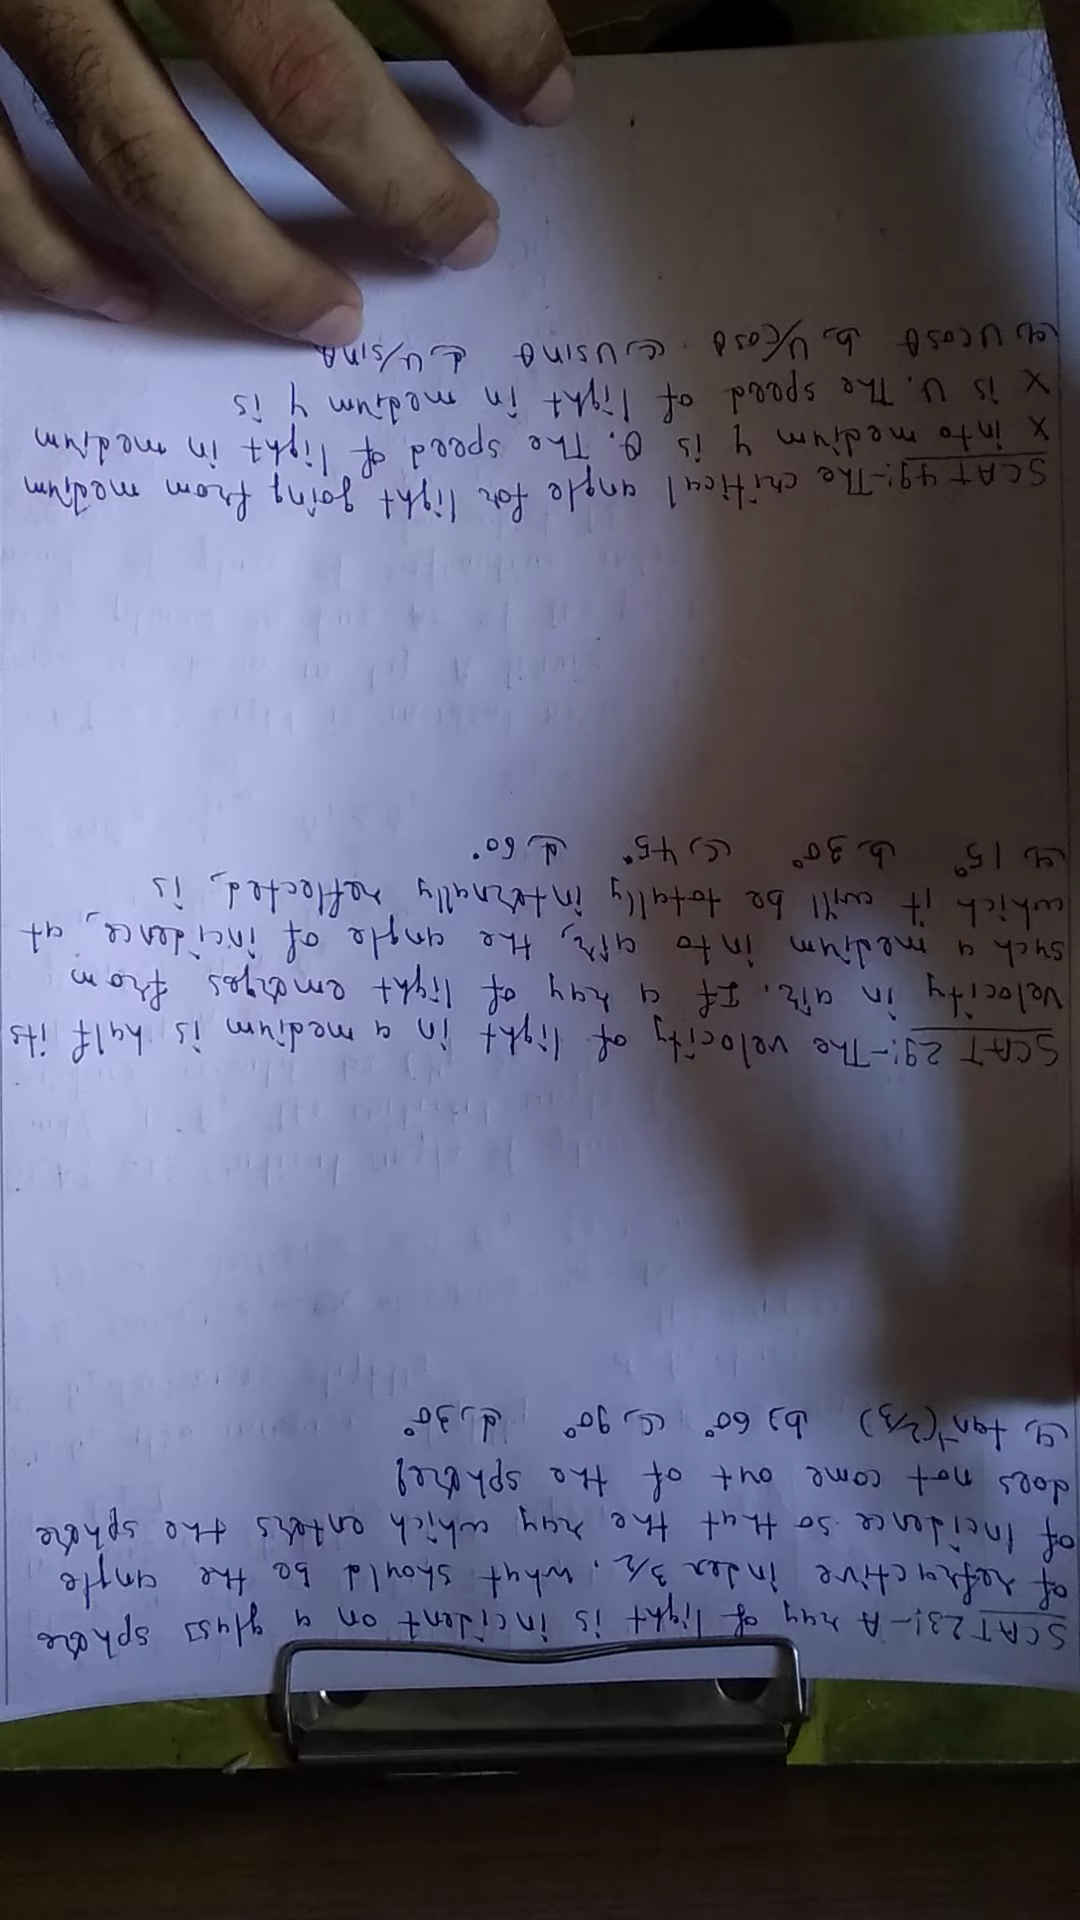 SCAT 23:- A ray of light is incident on a glass sphere
of refractive index 3/2. what should be the angle
of incidence so that the ray which enters the sphere
does not come out of the sphere?
a, tan⁻¹(2/3) b) 60° c, 90° d, 30°
SCAT 29:- The velocity of light in a medium is half its
velocity in air. If a ray of light emerges from
such a medium in to air, the angle of incidence, at
which it will be totally internally reflected, is
a, 15° b, 30° c, 45° d, 60°
SCAT 49:- The critical angle for light going from medium
x into medium y is θ. The speed of light in medium
x is v. The speed of light in medium y is
a, v cosθ b, v/cosθ c, v sinθ d, v/sinθ